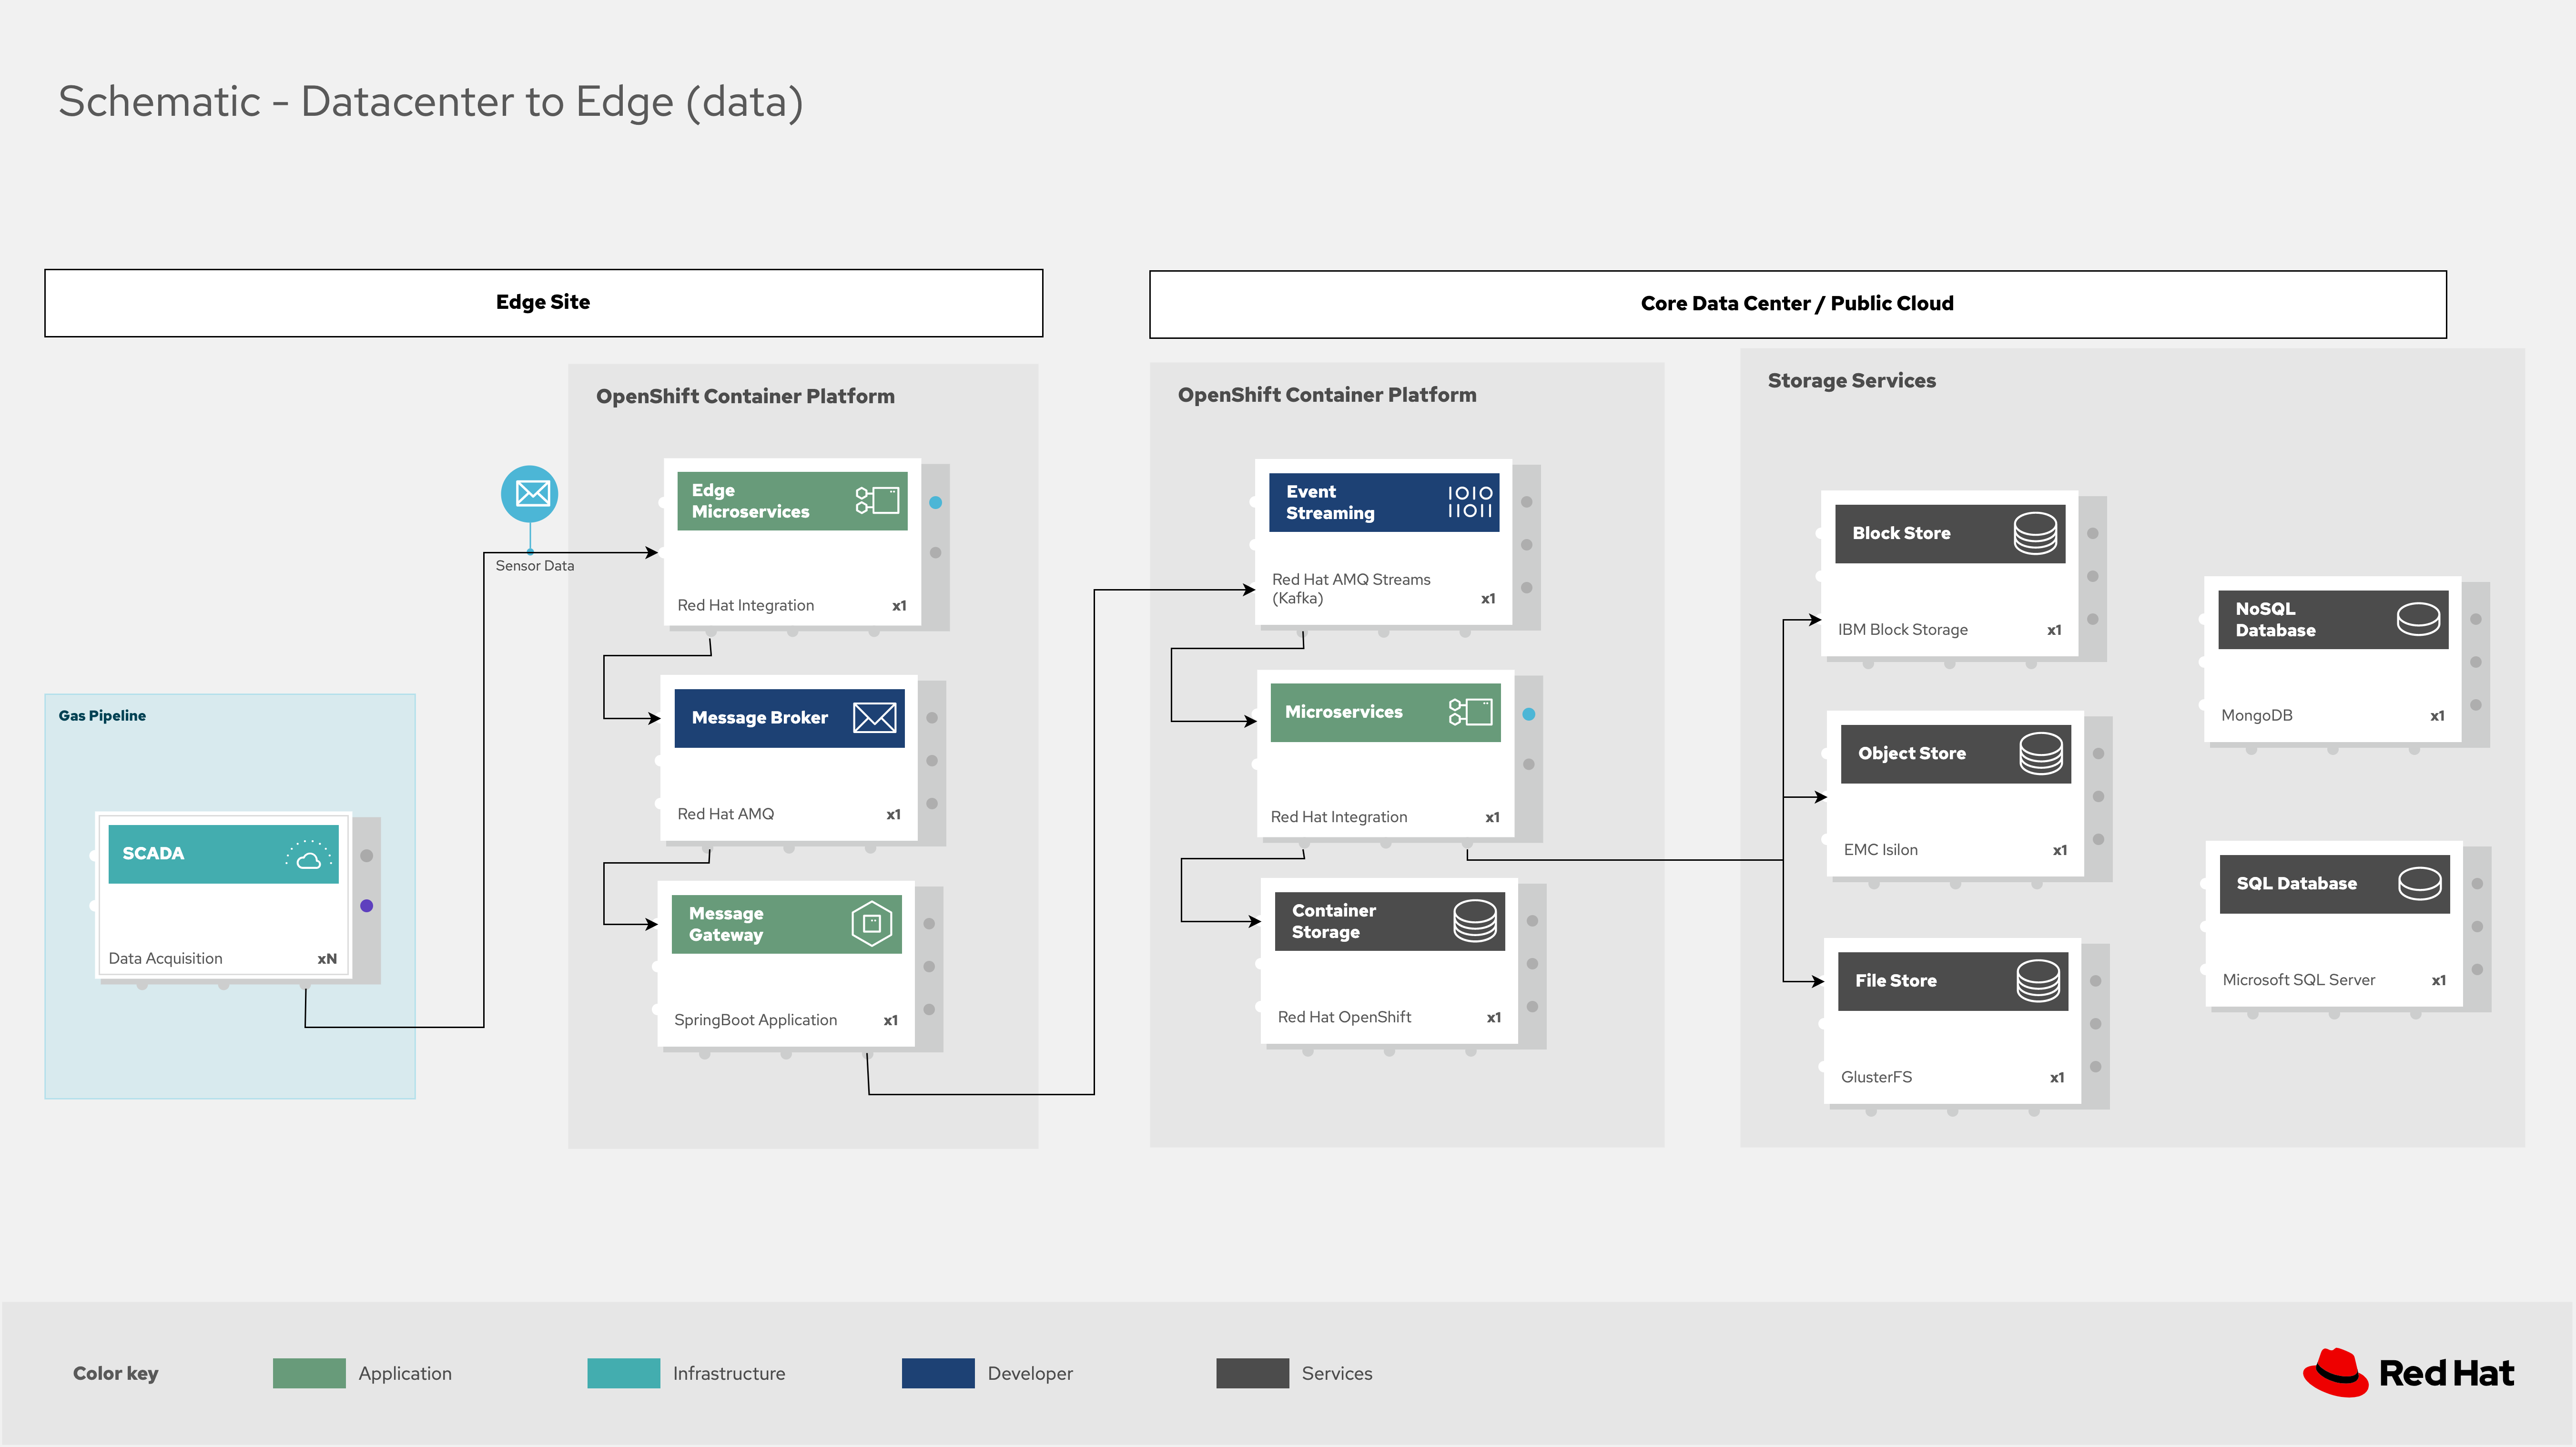 Schematic - Datacenter to Edge (data)
Edge Site
Core Data Center / Public Cloud
Gas Pipeline
SCADA
Data Acquisition
xN
Sensor Data
OpenShift Container Platform
Edge
Microservices
Red Hat Integration
x1
Message Broker
Red Hat AMQ
x1
Message
Gateway
SpringBoot Application
x1
OpenShift Container Platform
Event
Streaming
1010
11011
Red Hat AMQ Streams
(Kafka)
x1
Microservices
Red Hat Integration
x1
Container
Storage
Red Hat OpenShift
x1
Storage Services
Block Store
IBM Block Storage
x1
Object Store
EMC Isilon
x1
File Store
GlusterFS
x1
NoSQL
Database
MongoDB
x1
SQL Database
Microsoft SQL Server
x1
Color key
Application
Infrastructure
Developer
Services
Red Hat